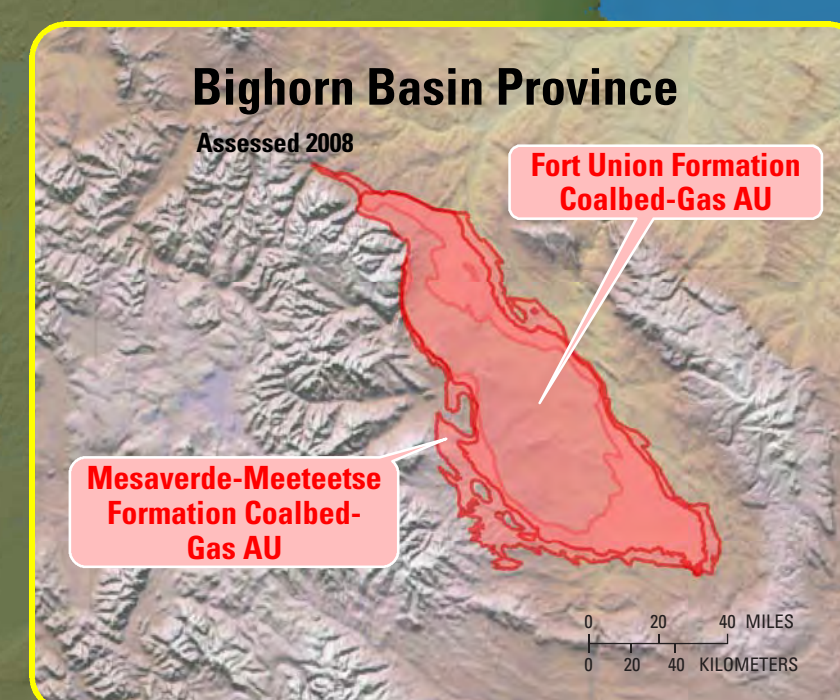 Bighorn Basin Province
Assessed 2008
Fort Union Formation
Coalbed-Gas AU
Mesaverde-Meeteetse
Formation Coalbed-
Gas AU
0 20 40 MILES
0 20 40 KILOMETERS